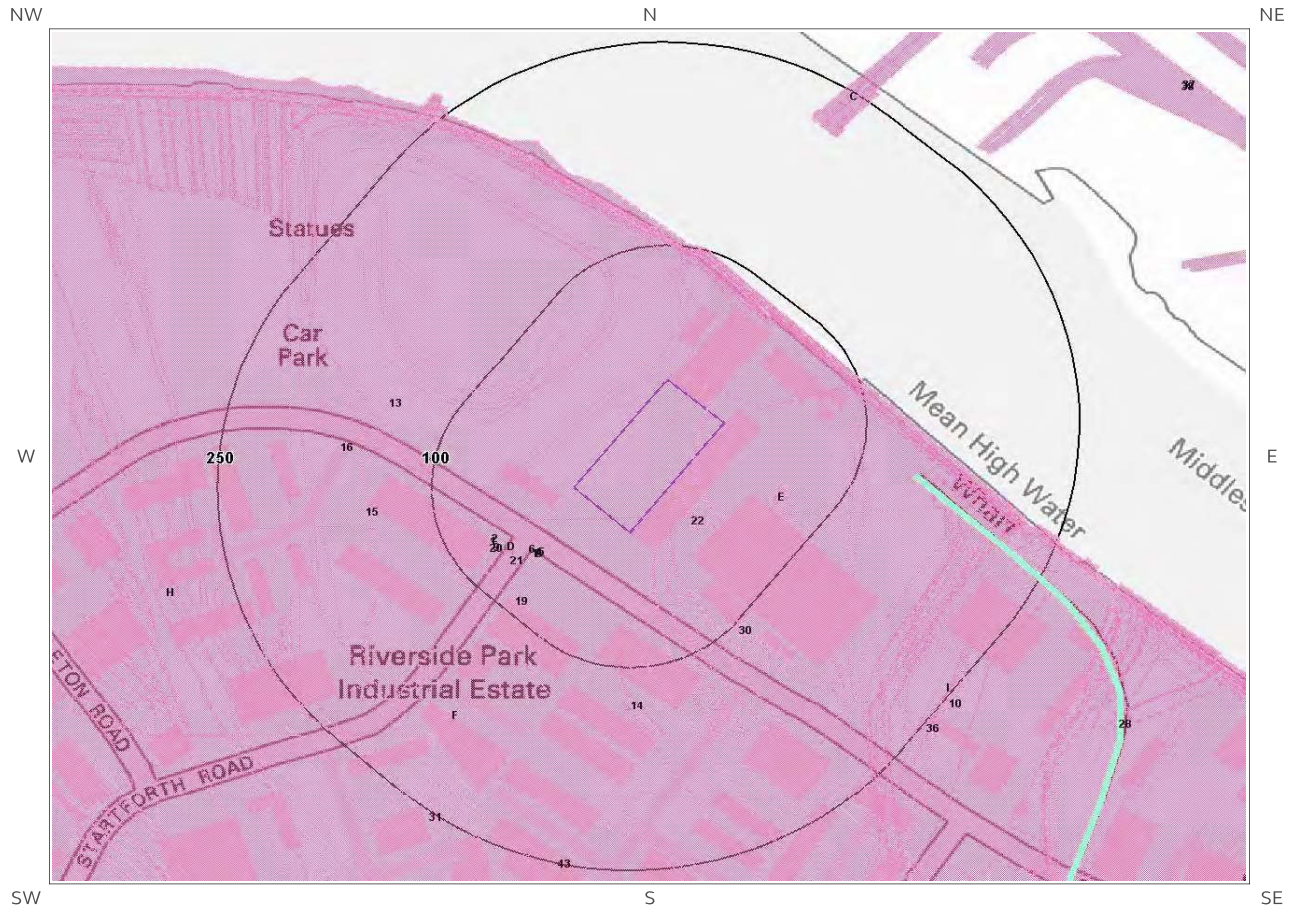 NW
N
NE
C
Statues
Car
Park
13
16
W
250
100
E
Mean High Water
Wharf
Middles
15
E
22
20
D
21
H
19
30
Riverside Park
Industrial Estate
F
14
I
10
36
28
ETON ROAD
STARTFORTH ROAD
31
43
SW
S
SE